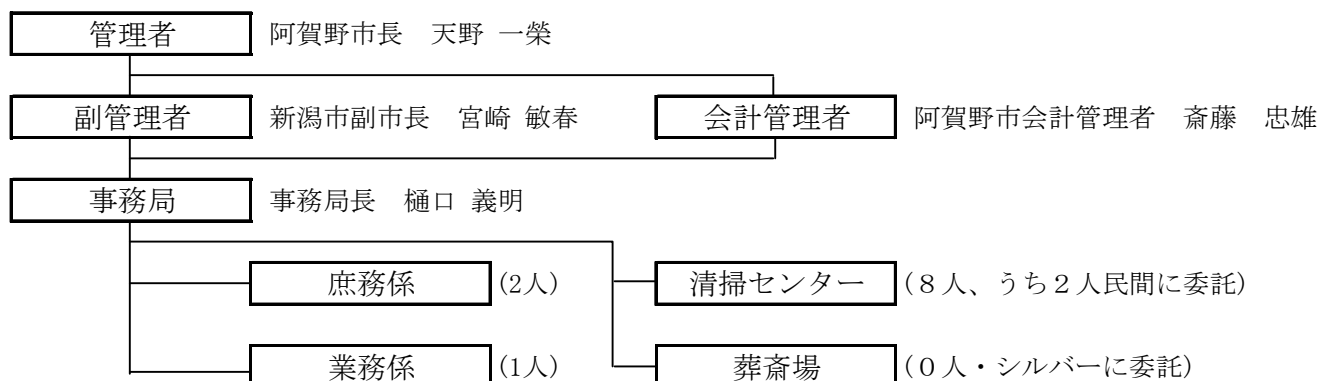 管理者 阿賀野市長 天野 一榮
副管理者 新潟市副市長 宮崎 敏春 会計管理者 阿賀野市会計管理者 斎藤 忠雄
事務局 事務局長 樋口 義明
庶務係 (2人) 清掃センター (８人、うち２人民間に委託)
業務係 (1人) 葬斎場 (０人・シルバーに委託)